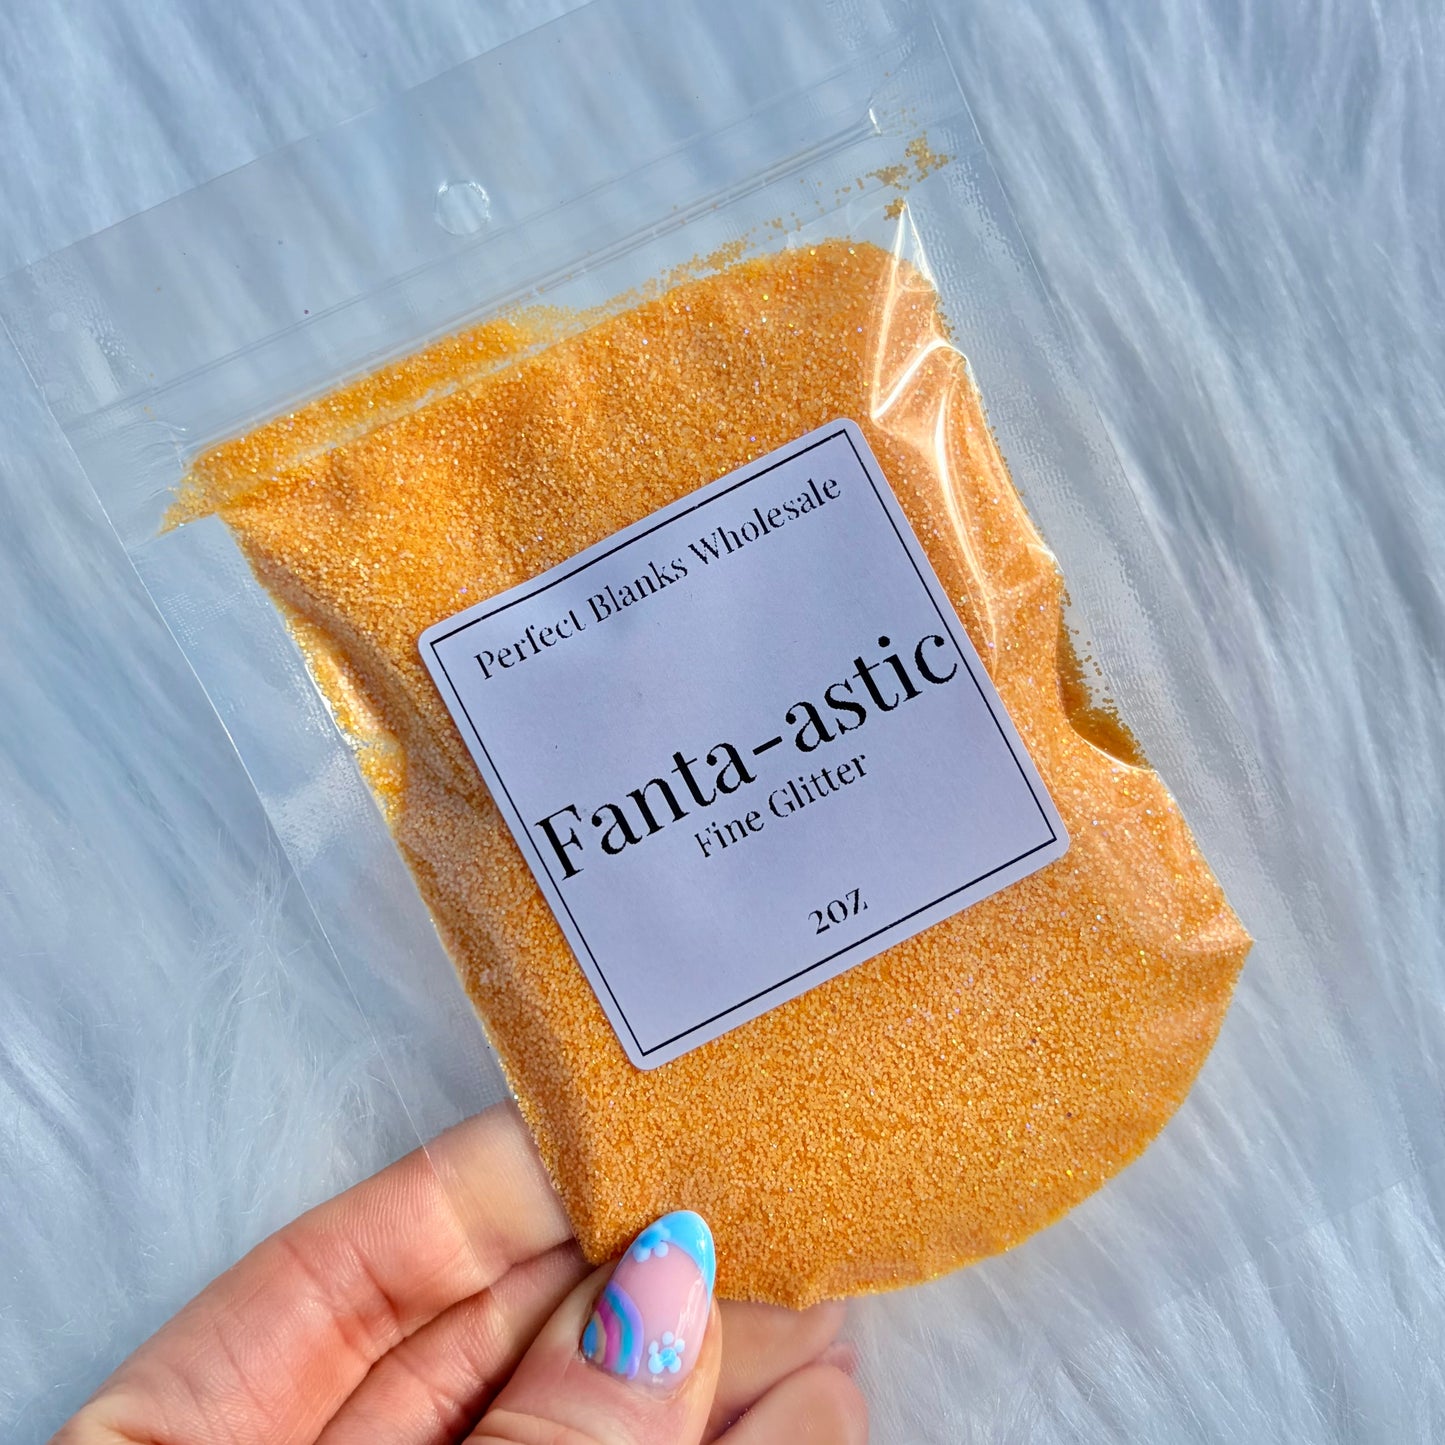 Perfect Blanks Wholesale
Fanta-astic
Fine Glitter
2OZ